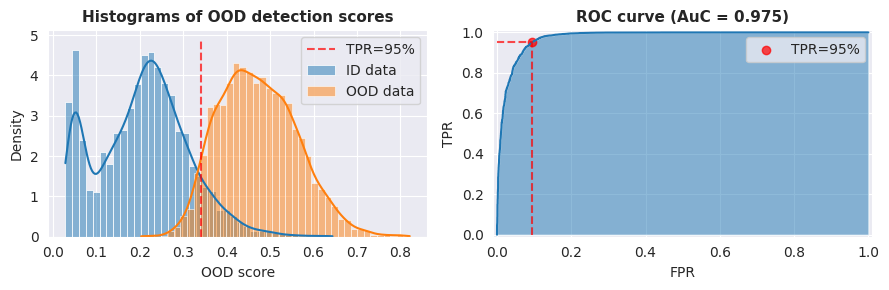 Histograms of OOD detection scores
5
4
3
2
1
0
Density
0.0 0.1 0.2 0.3 0.4 0.5 0.6 0.7 0.8
OOD score
TPR=95%
ID data
OOD data
ROC curve (AuC = 0.975)
1.0
0.8
0.6
0.4
0.2
0.0
TPR
0.0 0.2 0.4 0.6 0.8 1.0
FPR
TPR=95%